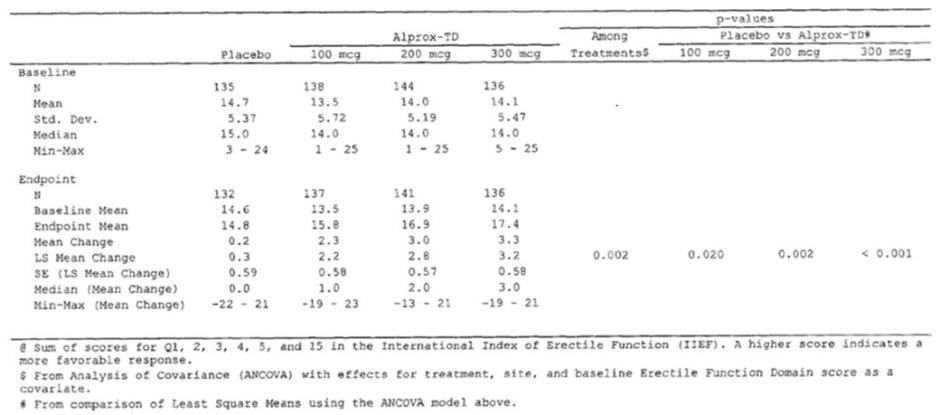 p-values
Alprox-TD Among Placebo vs Alprox-TD#
Placebo 100 mcg 200 mcg 300 mcg Treatments$ 100 mcg 200 mcg 300 mcg
Baseline
N 135 138 144 136
Mean 14.7 13.5 14.0 14.1
Std. Dev. 5.37 5.72 5.19 5.47
Median 15.0 14.0 14.0 14.0
Min-Max 3 - 24 1 - 25 1 - 25 5 - 25
Endpoint
N 132 137 141 136
Baseline Mean 14.6 13.5 13.9 14.1
Endpoint Mean 14.8 15.8 16.9 17.4
Mean Change 0.2 2.3 3.0 3.3
LS Mean Change 0.3 2.2 2.8 3.2 0.002 0.020 0.002 < 0.001
SE (LS Mean Change) 0.59 0.58 0.57 0.58
Median (Mean Change) 0.0 1.0 2.0 3.0
Min-Max (Mean Change) -22 - 21 -19 - 23 -13 - 21 -19 - 21
@ Sum of scores for Q1, 2, 3, 4, 5, and 15 in the International Index of Erectile Function (IIEF). A higher score indicates a
more favorable response.
$ From Analysis of Covariance (ANCOVA) with effects for treatment, site, and baseline Erectile Function Domain score as a
covariate.
# From comparison of Least Square Means using the ANCOVA model above.